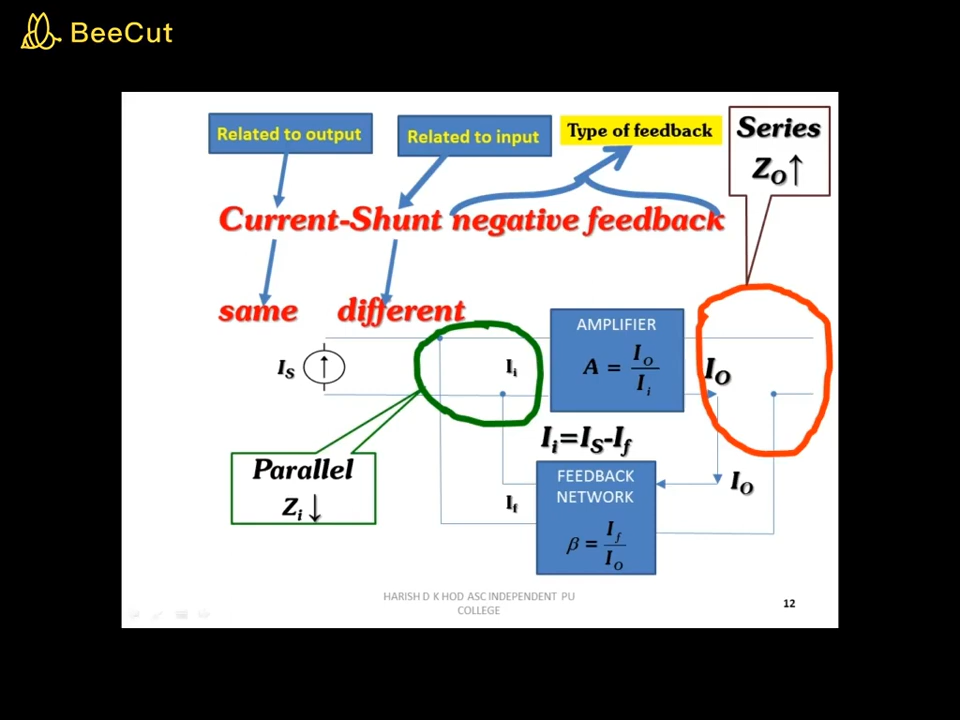 BeeCut
Related to output
Related to input
Type of feedback
Series
Zo↑
Current-Shunt negative feedback
same different
AMPLIFIER
A = Io/Ii
Is
Ii
Io
Ii=Is-If
Parallel
Zi↓
FEEDBACK
NETWORK
β = If/Io
If
Io
HARISH D K HOD ASC INDEPENDENT PU
COLLEGE
12